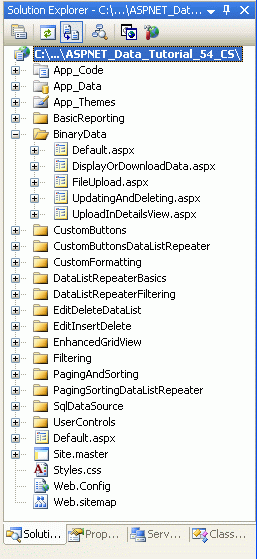 Solution Explorer - C:\...\ASPNET_Dat...
C:\...\ASPNET_Data_Tutorial_54_CS\
App_Code
App_Data
App_Themes
BasicReporting
BinaryData
Default.aspx
DisplayOrDownloadData.aspx
FileUpload.aspx
UpdatingAndDeleting.aspx
UploadInDetailsView.aspx
CustomButtons
CustomButtonsDataListRepeater
CustomFormatting
DataListRepeaterBasics
DataListRepeaterFiltering
EditDeleteDataList
EditInsertDelete
EnhancedGridView
Filtering
PagingAndSorting
PagingSortingDataListRepeater
SqlDataSource
UserControls
Default.aspx
Site.master
Styles.css
Web.Config
Web.sitemap
Soluti... Prop... Serv... Class...